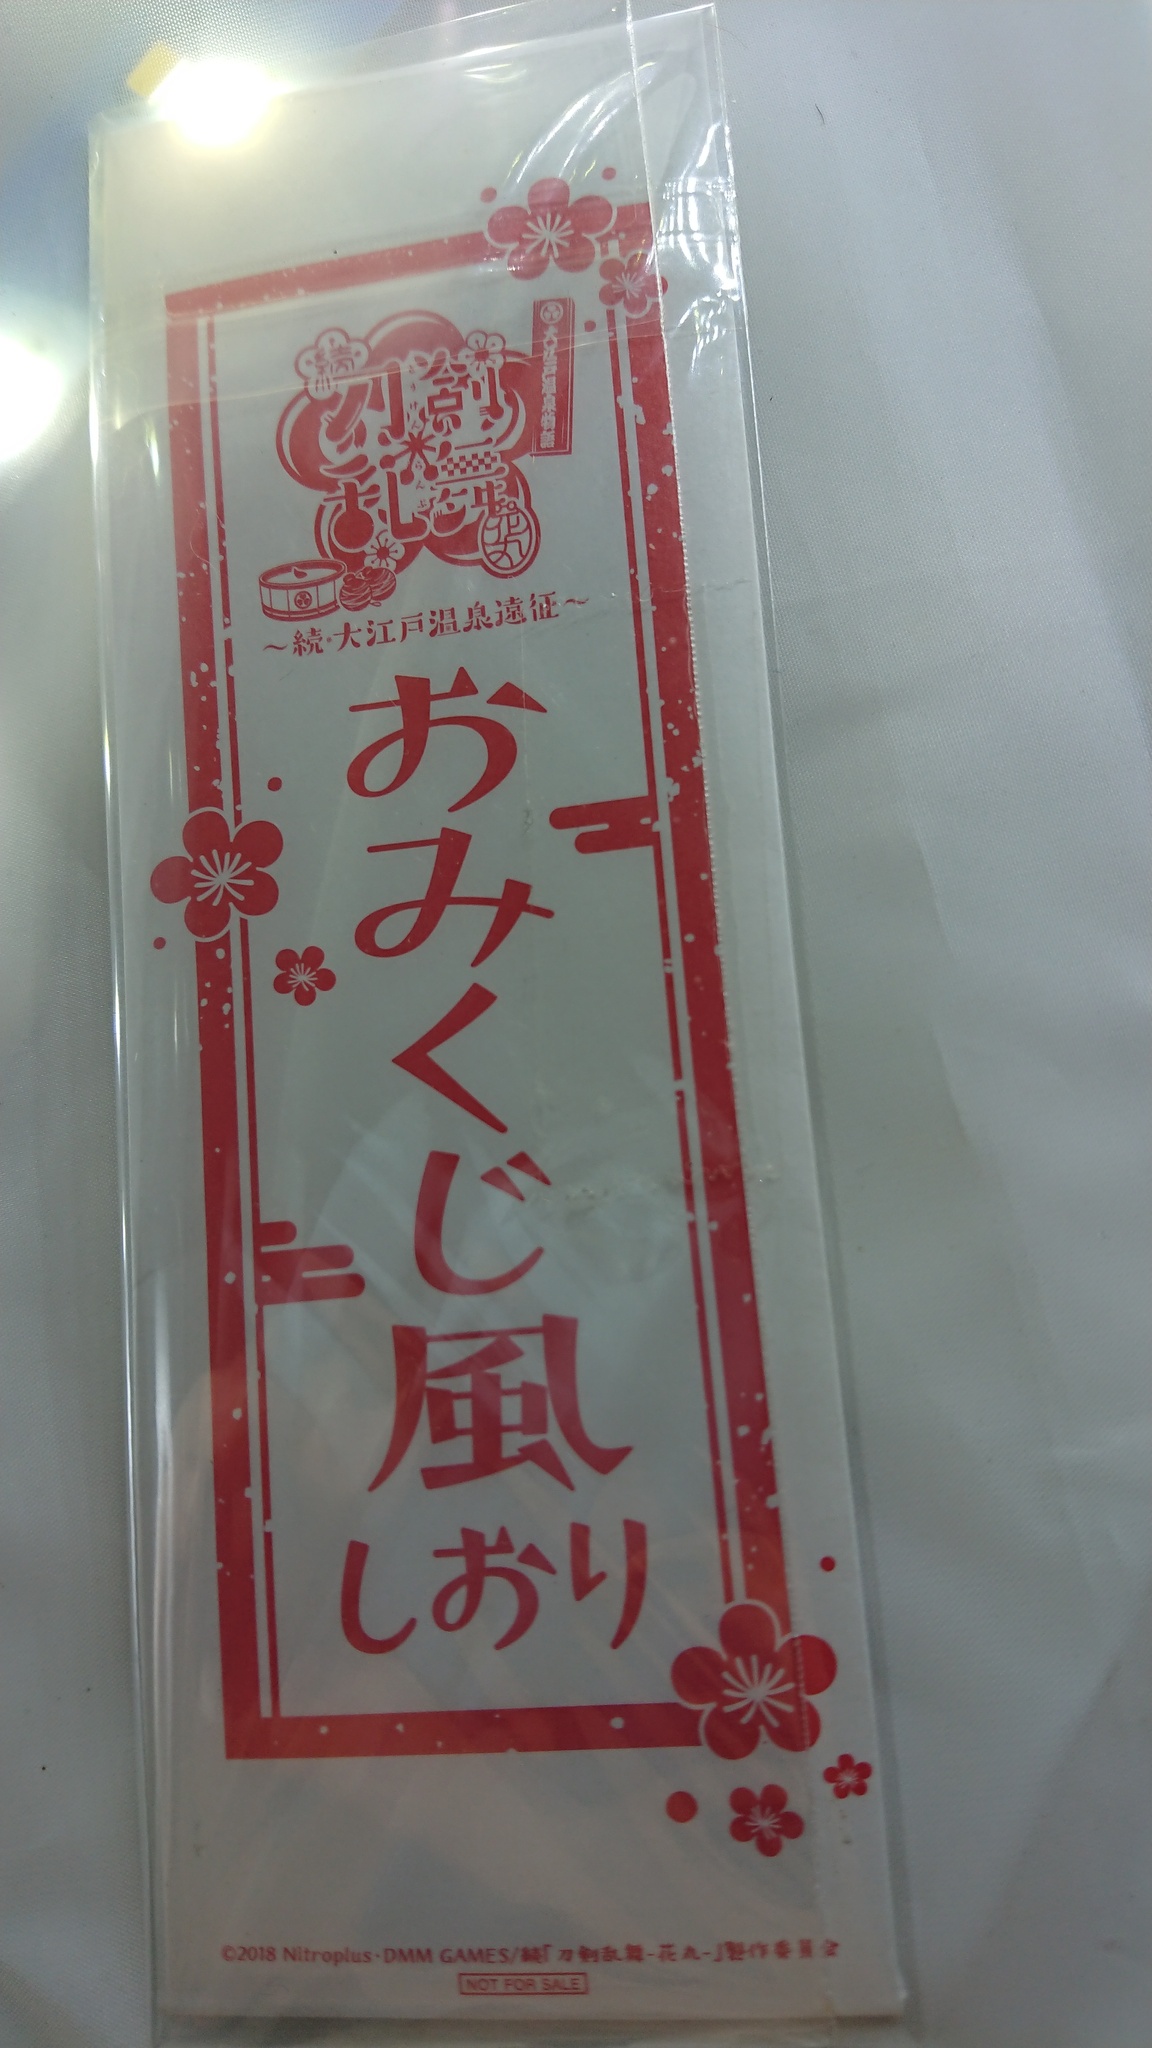 続
刀剣
乱舞
花丸
大江戸温泉物語
～続・大江戸温泉遠征～
おみくじ風
しおり
©2018 Nitroplus・DMM GAMES/続『刀剣乱舞-花丸-』製作委員会
NOT FOR SALE